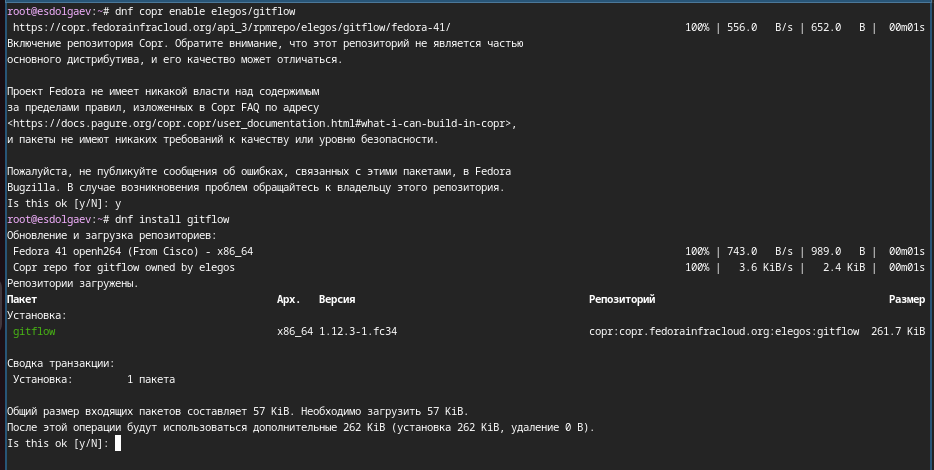 root@esdolgaev:~# dnf copr enable elegos/gitflow
https://copr.fedorainfracloud.org/api_3/rpmrepo/elegos/gitflow/fedora-41/ 100% | 556.0 B/s | 652.0 B | 00m01s
Включение репозитория Copr. Обратите внимание, что этот репозиторий не является частью
основного дистрибутива, и его качество может отличаться.
Проект Fedora не имеет никакой власти над содержимым
за пределами правил, изложенных в Copr FAQ по адресу
<https://docs.pagure.org/copr.copr/user_documentation.html#what-i-can-build-in-copr>,
и пакеты не имеют никаких требований к качеству или уровню безопасности.
Пожалуйста, не публикуйте сообщения об ошибках, связанных с этими пакетами, в Fedora
Bugzilla. В случае возникновения проблем обращайтесь к владельцу этого репозитория.
Is this ok [y/N]: y
root@esdolgaev:~# dnf install gitflow
Обновление и загрузка репозиториев:
Fedora 41 openh264 (From Cisco) - x86_64 100% | 743.0 B/s | 989.0 B | 00m01s
Copr repo for gitflow owned by elegos 100% | 3.6 KiB/s | 2.4 KiB | 00m01s
Репозитории загружены.
Пакет Арх. Версия Репозиторий Размер
Установка:
gitflow x86_64 1.12.3-1.fc34 copr:copr.fedorainfracloud.org:elegos:gitflow 261.7 KiB
Сводка транзакции:
Установка: 1 пакета
Общий размер входящих пакетов составляет 57 KiB. Необходимо загрузить 57 KiB.
После этой операции будут использоваться дополнительные 262 KiB (установка 262 KiB, удаление 0 B).
Is this ok [y/N]: